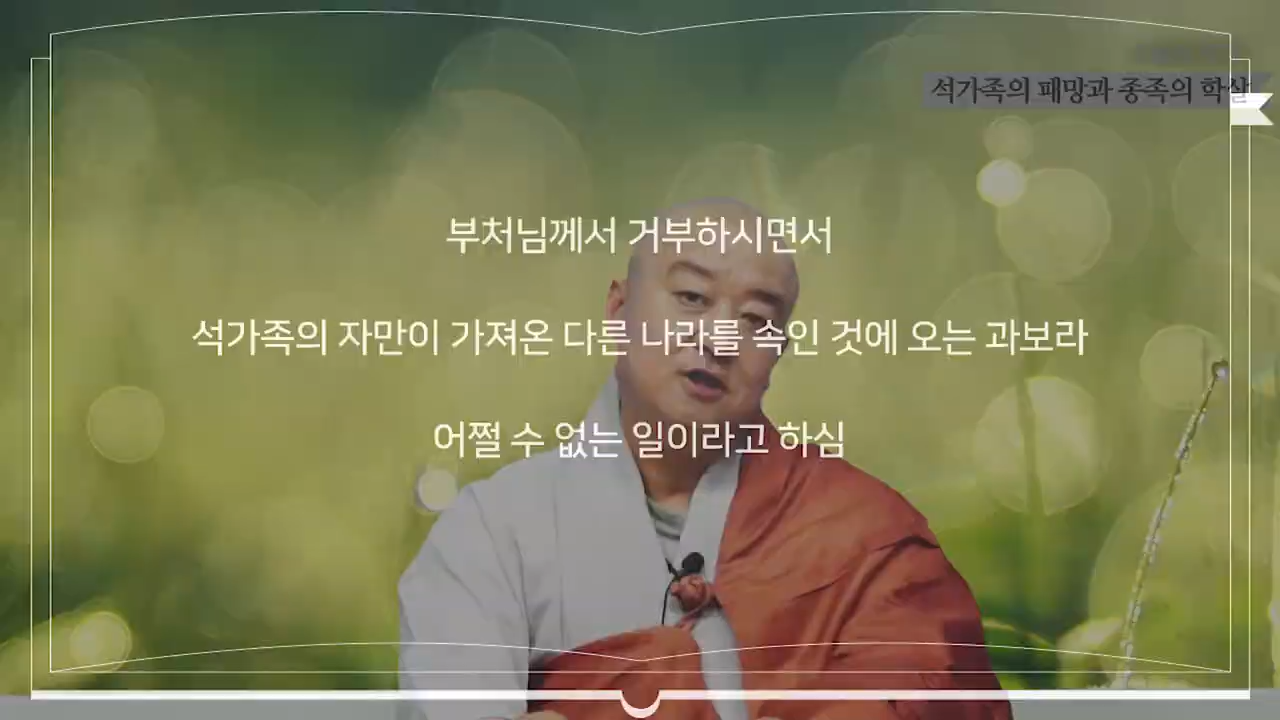 석가족의 패망과 종족의 학살
부처님께서 거부하시면서
석가족의 자만이 가져온 다른 나라를 속인 것에 오는 과보라
어쩔 수 없는 일이라고 하심